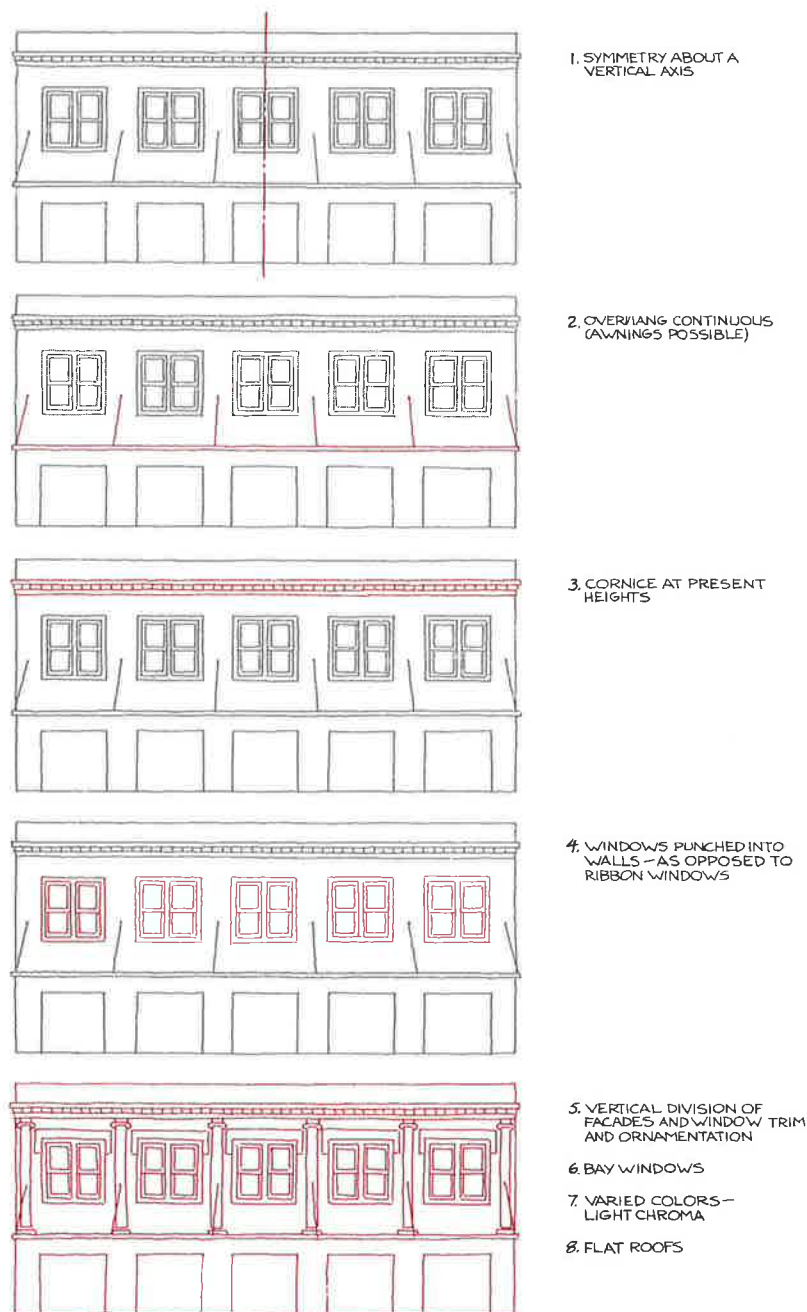 1. SYMMETRY ABOUT A
VERTICAL AXIS
2. OVERHANG CONTINUOUS
(AWNINGS POSSIBLE)
3. CORNICE AT PRESENT
HEIGHTS
4. WINDOWS PUNCHED INTO
WALLS - AS OPPOSED TO
RIBBON WINDOWS
5. VERTICAL DIVISION OF
FACADES AND WINDOW TRIM
AND ORNAMENTATION
6. BAY WINDOWS
7. VARIED COLORS -
LIGHT CHROMA
8. FLAT ROOFS